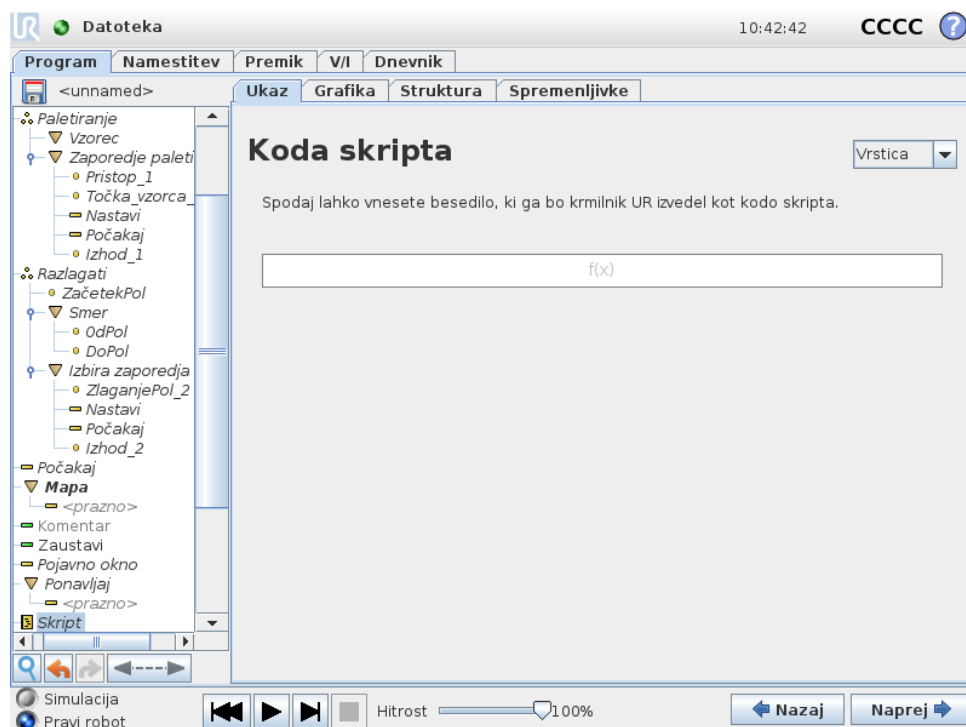 UR Datoteka 10:42:42 CCCC ?
Program Namestitev Premik V/I Dnevnik
<unnamed> Ukaz Grafika Struktura Spremenljivke
Paletiranje
Vzorec
Zaporedje paleti
Pristop_1
Točka_vzorca_
Nastavi
Počakaj
Izhod_1
Razlagati
ZačetekPol
Smer
OdPol
DoPol
Izbira zaporedja
ZlaganjePol_2
Nastavi
Počakaj
Izhod_2
Počakaj
Mapa
<prazno>
Komentar
Zaustavi
Pojavno okno
Ponavljaj
<prazno>
Skript
Koda skripta
Vrstica
Spodaj lahko vnesete besedilo, ki ga bo krmilnik UR izvedel kot kodo skripta.
f(x)
Simulacija
Pravi robot
Hitrost 100%
Nazaj Naprej